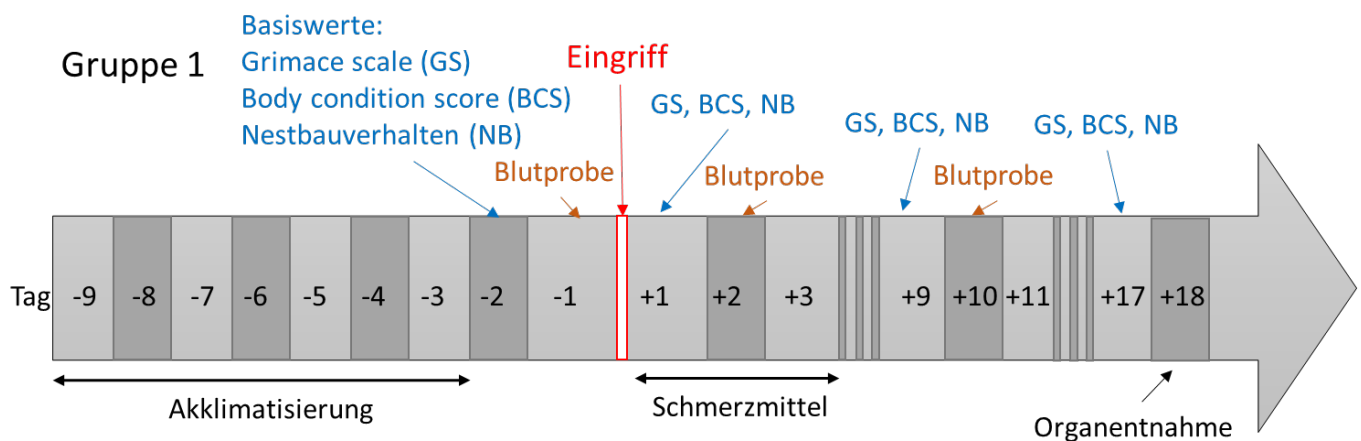 Gruppe 1
Basiswerte:
Grimace scale (GS)
Body condition score (BCS)
Nestbauverhalten (NB)
Eingriff
GS, BCS, NB
GS, BCS, NB
GS, BCS, NB
Blutprobe
Blutprobe
Blutprobe
Tag -9 -8 -7 -6 -5 -4 -3 -2 -1 +1 +2 +3 +9 +10 +11 +17 +18
Akklimatisierung
Schmerzmittel
Organentnahme